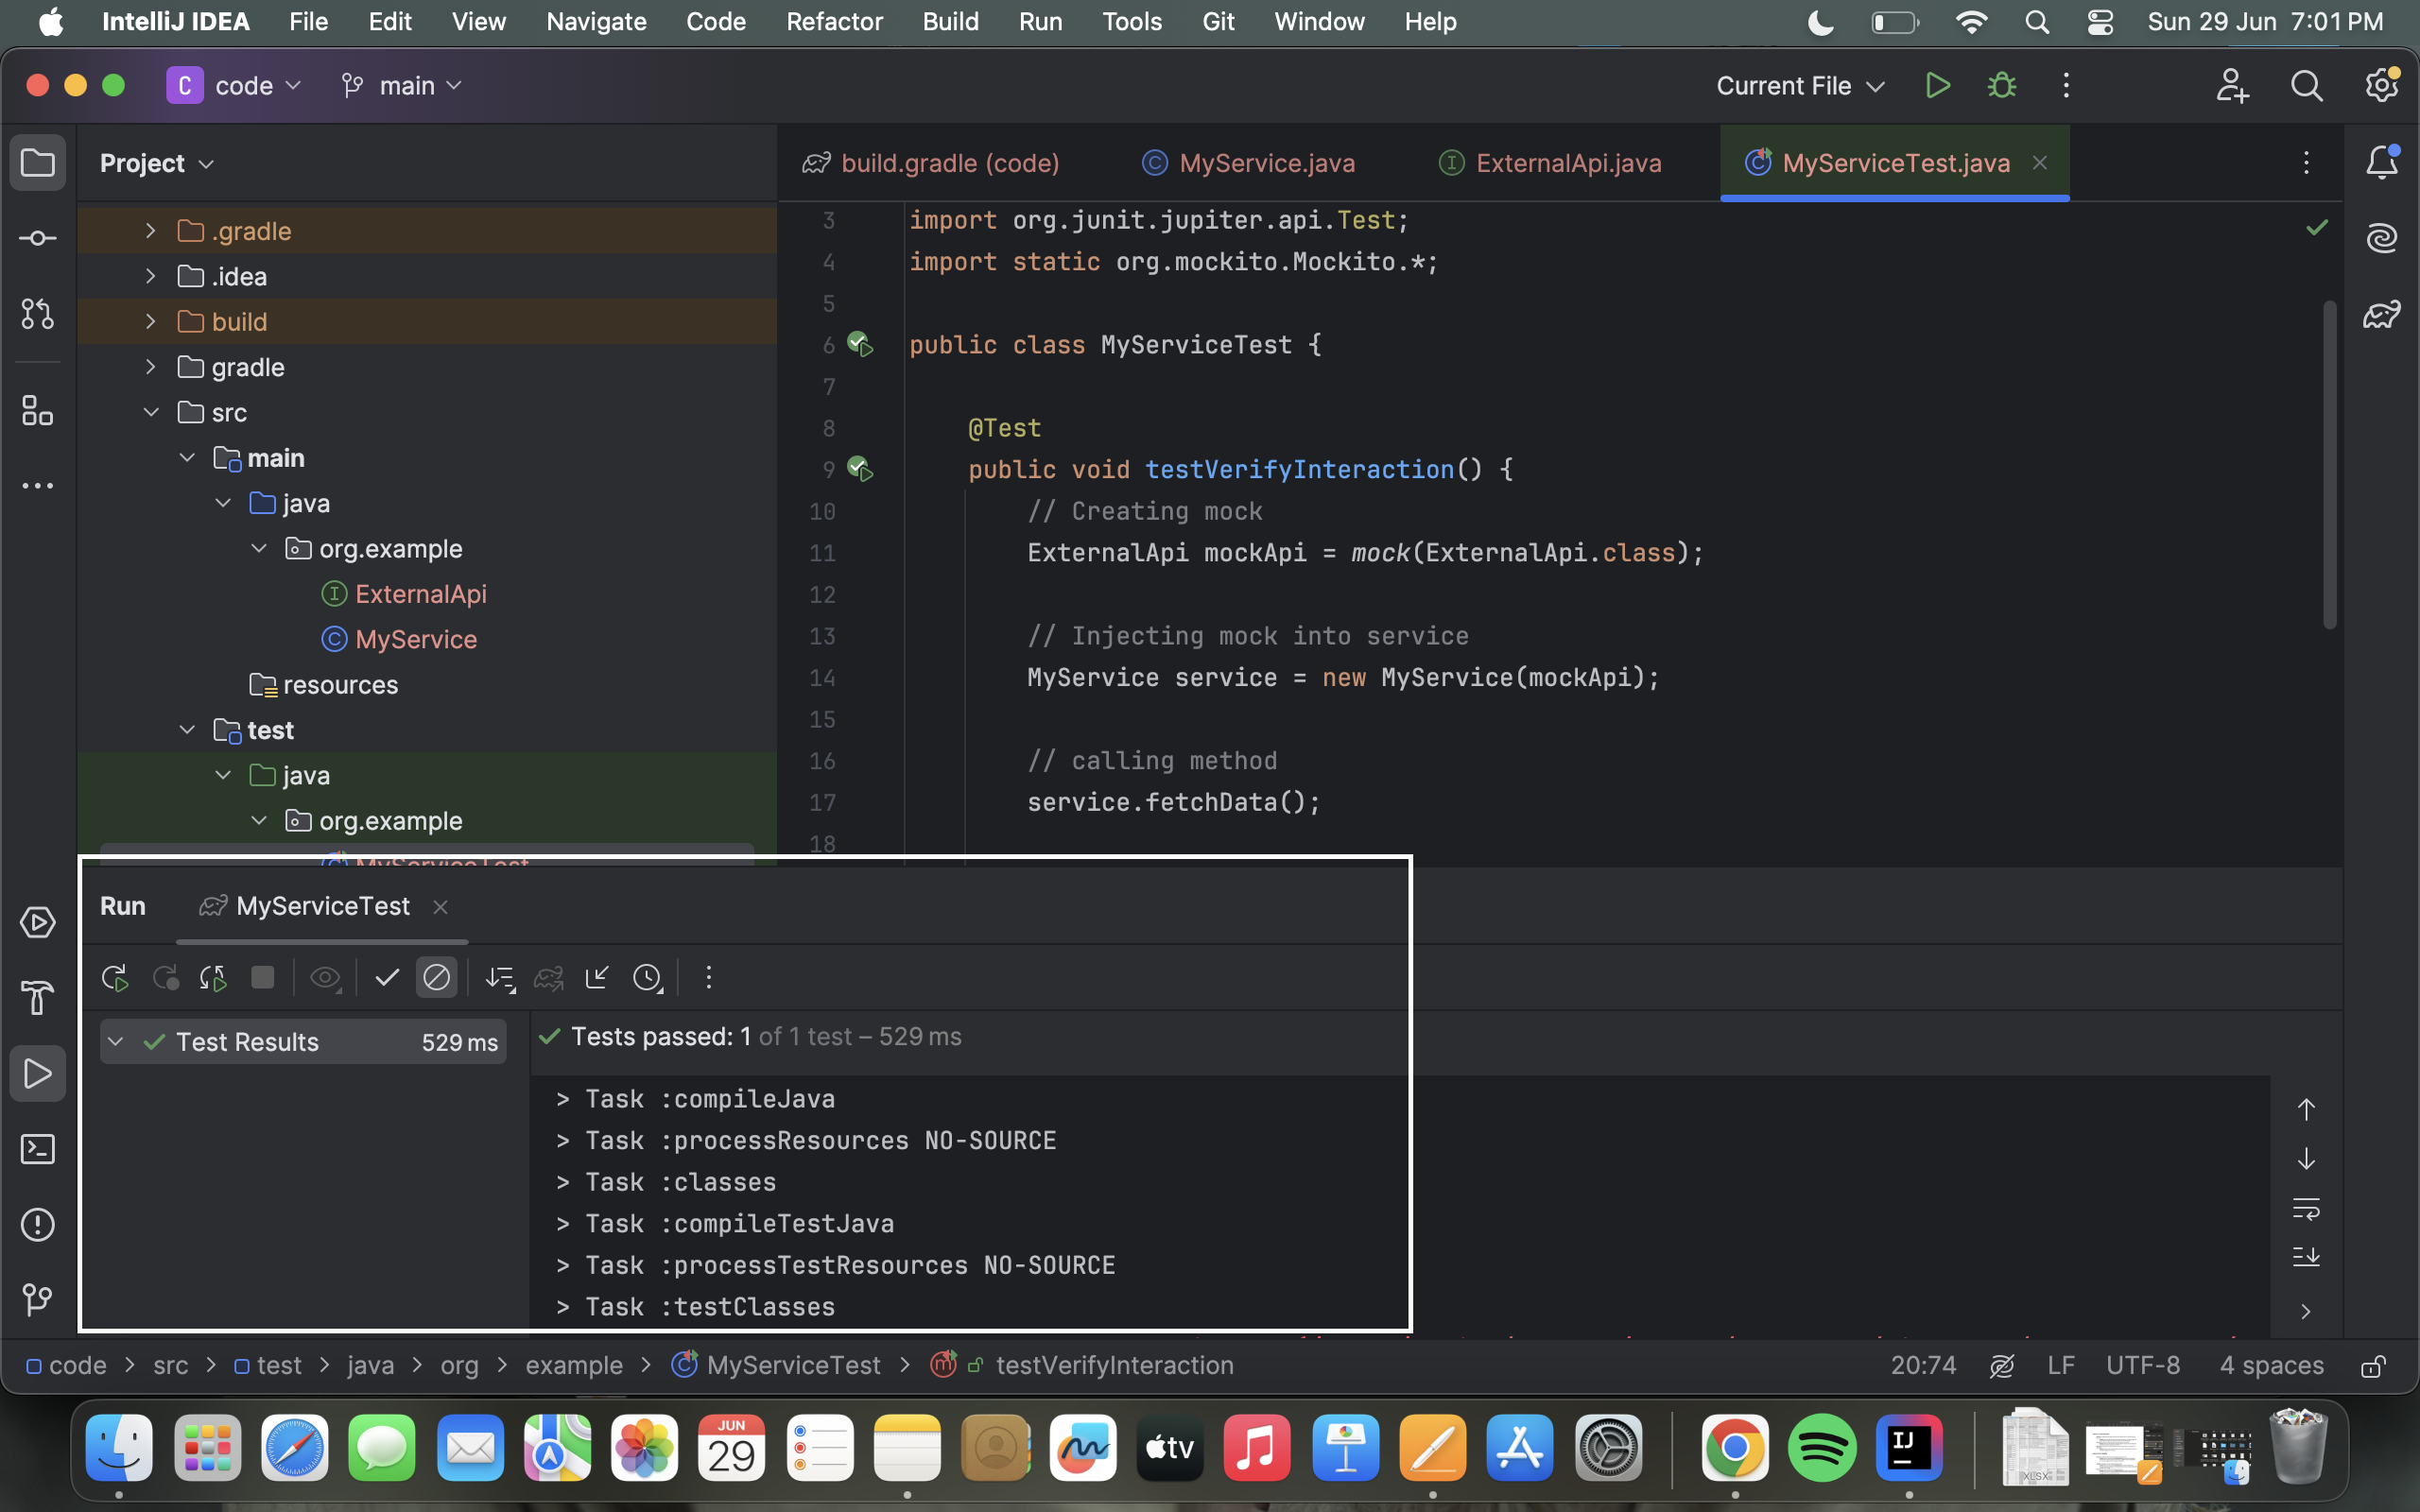 IntelliJ IDEA File Edit View Navigate Code Refactor Build Run Tools Git Window Help Sun 29 Jun 7:01 PM
C code main Current File
Project
build.gradle (code) MyService.java ExternalApi.java MyServiceTest.java
.gradle
.idea
build
gradle
src
main
java
org.example
ExternalApi
MyService
resources
test
java
org.example
MyServiceTest
3 import org.junit.jupiter.api.Test;
4 import static org.mockito.Mockito.*;
5
6 public class MyServiceTest {
7
8 @Test
9 public void testVerifyInteraction() {
10 // Creating mock
11 ExternalApi mockApi = mock(ExternalApi.class);
12
13 // Injecting mock into service
14 MyService service = new MyService(mockApi);
15
16 // calling method
17 service.fetchData();
18
Run MyServiceTest
Test Results 529 ms
Tests passed: 1 of 1 test – 529 ms
> Task :compileJava
> Task :processResources NO-SOURCE
> Task :classes
> Task :compileTestJava
> Task :processTestResources NO-SOURCE
> Task :testClasses
code > src > test > java > org > example > MyServiceTest > testVerifyInteraction 20:74 LF UTF-8 4 spaces
JUN
29
tv
IJ
XLSX